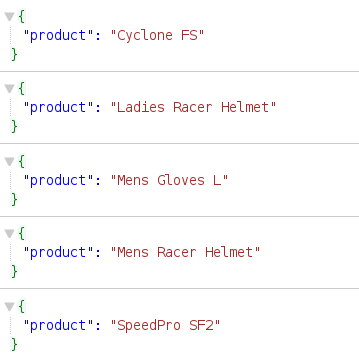 {
"product": "Cyclone FS"
}
{
"product": "Ladies Racer Helmet"
}
{
"product": "Mens Gloves L"
}
{
"product": "Mens Racer Helmet"
}
{
"product": "SpeedPro SF2"
}